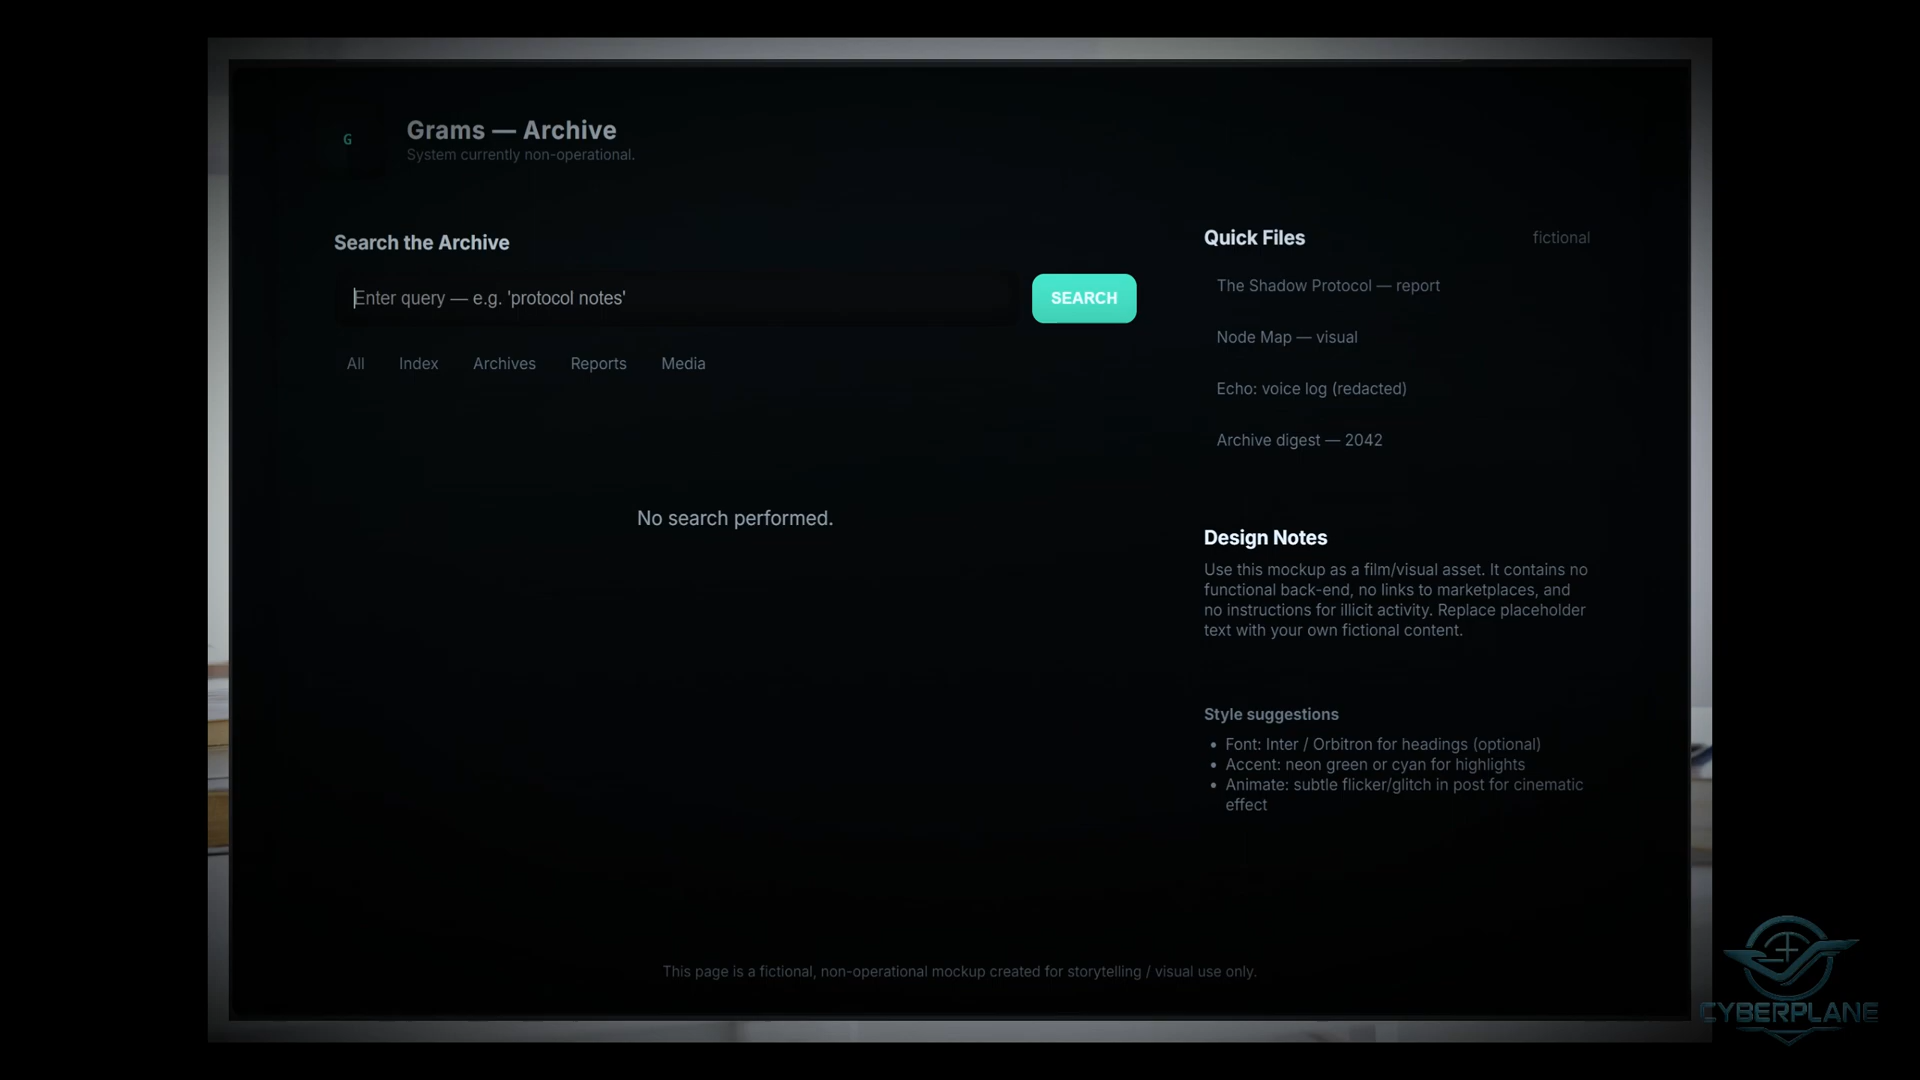 G
Grams — Archive
System currently non-operational.
Search the Archive
Enter query — e.g. 'protocol notes'
SEARCH
All Index Archives Reports Media
No search performed.
Quick Files fictional
The Shadow Protocol — report
Node Map — visual
Echo: voice log (redacted)
Archive digest — 2042
Design Notes
Use this mockup as a film/visual asset. It contains no
functional back-end, no links to marketplaces, and
no instructions for illicit activity. Replace placeholder
text with your own fictional content.
Style suggestions
• Font: Inter / Orbitron for headings (optional)
• Accent: neon green or cyan for highlights
• Animate: subtle flicker/glitch in post for cinematic
effect
This page is a fictional, non-operational mockup created for storytelling / visual use only.
CYBERPLANE